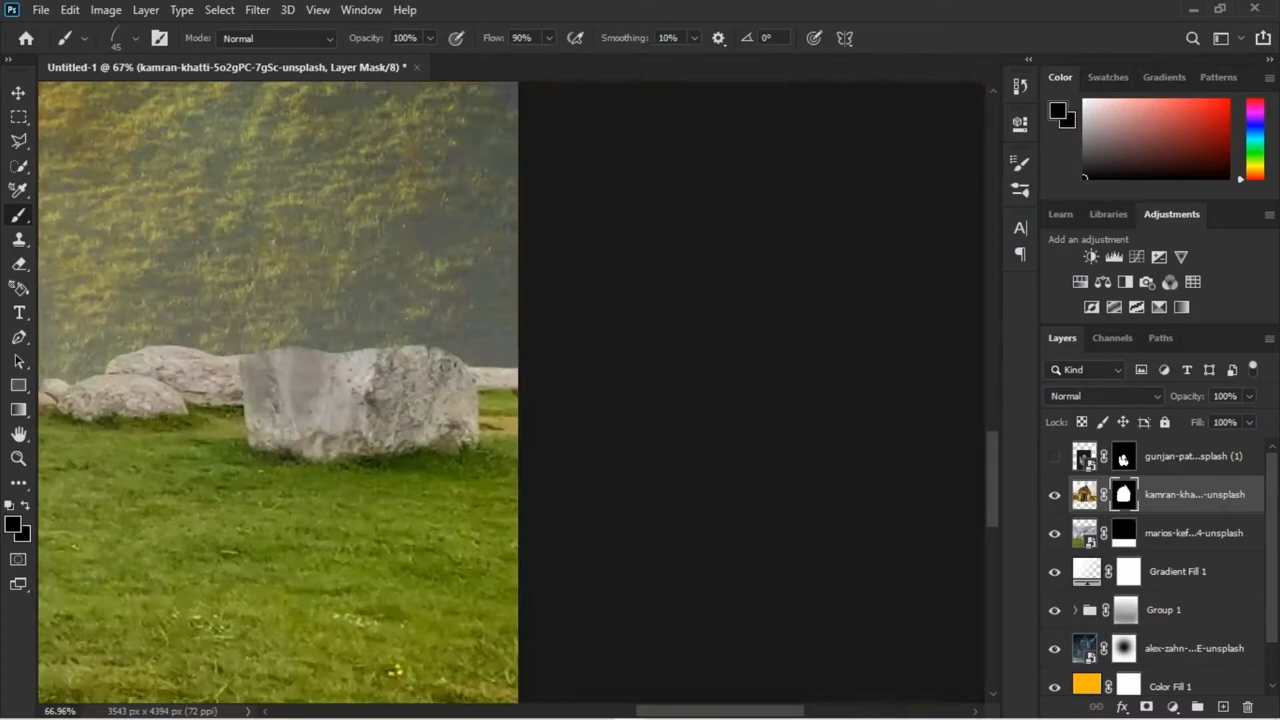 Ps File Edit Image Layer Type Select Filter 3D View Window Help
45 Mode: Normal Opacity: 100% Flow: 90% Smoothing: 10% 0°
Untitled-1 @ 67% (kamran-khatti-5o2gPC-7gSc-unsplash, Layer Mask/8) * ×
Color Swatches Gradients Patterns
Learn Libraries Adjustments
Add an adjustment
Layers Channels Paths
Kind
Normal Opacity: 100%
Lock: Fill: 100%
gunjan-pat...splash (1)
kamran-kha...-unsplash
marios-kef...4-unsplash
Gradient Fill 1
Group 1
alex-zahn-...E-unsplash
Color Fill 1
66.96% 3543 px x 4394 px (72 ppi)